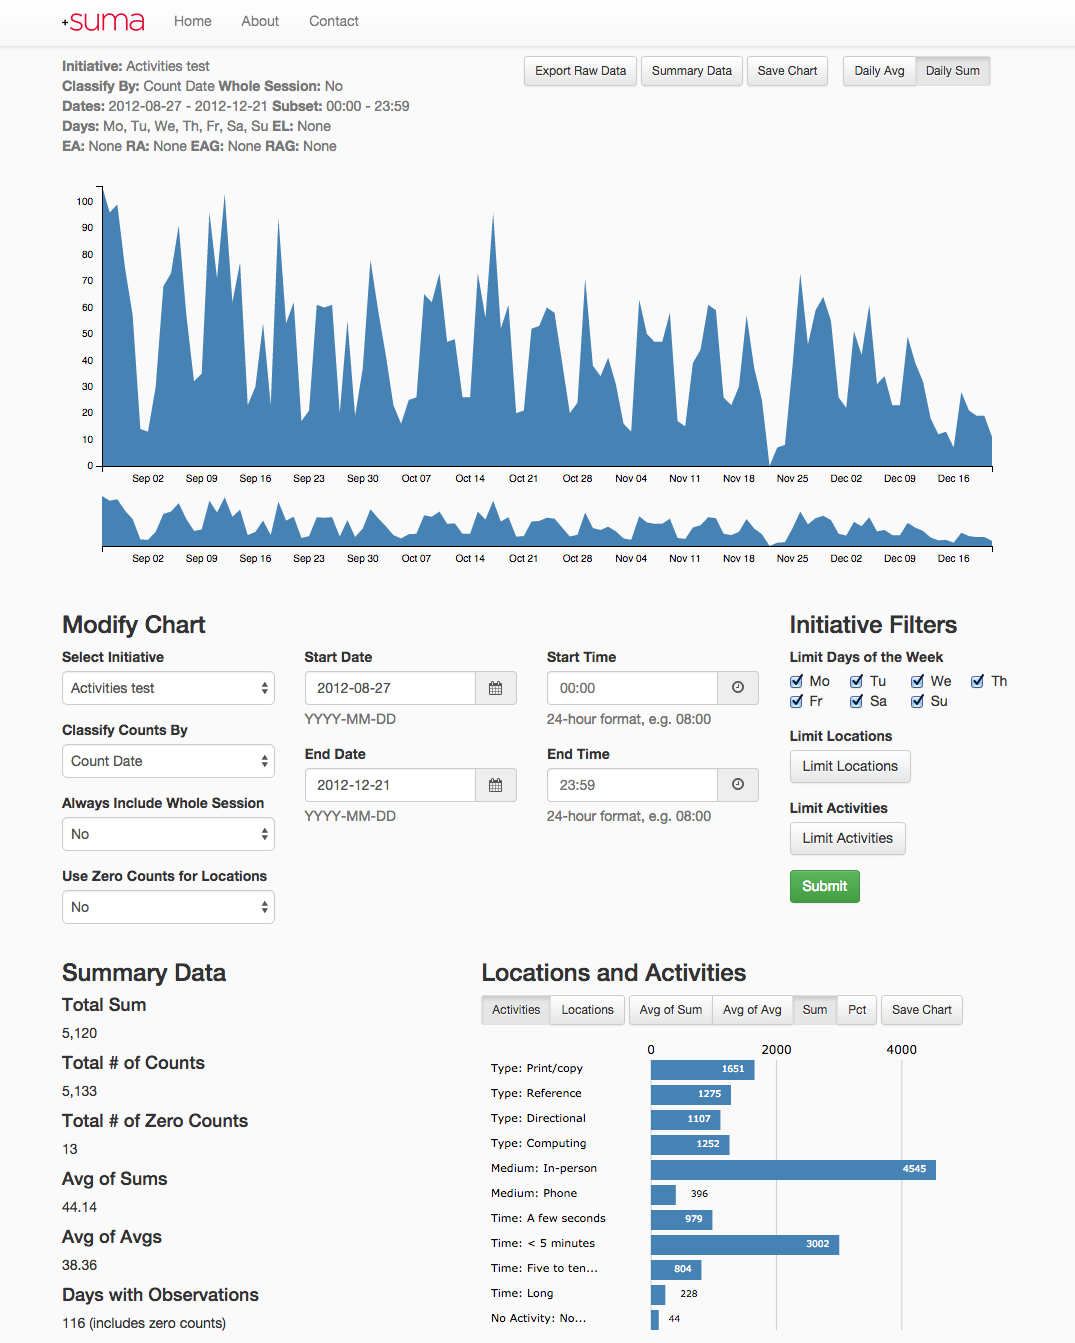 +suma Home About Contact
Initiative: Activities test
Classify By: Count Date Whole Session: No
Dates: 2012-08-27 - 2012-12-21 Subset: 00:00 - 23:59
Days: Mo, Tu, We, Th, Fr, Sa, Su EL: None
EA: None RA: None EAG: None RAG: None
Export Raw Data Summary Data Save Chart Daily Avg Daily Sum
100
90
80
70
60
50
40
30
20
10
0
Sep 02 Sep 09 Sep 16 Sep 23 Sep 30 Oct 07 Oct 14 Oct 21 Oct 28 Nov 04 Nov 11 Nov 18 Nov 25 Dec 02 Dec 09 Dec 16
Sep 02 Sep 09 Sep 16 Sep 23 Sep 30 Oct 07 Oct 14 Oct 21 Oct 28 Nov 04 Nov 11 Nov 18 Nov 25 Dec 02 Dec 09 Dec 16
Modify Chart
Select Initiative
Activities test
Classify Counts By
Count Date
Always Include Whole Session
No
Use Zero Counts for Locations
No
Start Date
2012-08-27
YYYY-MM-DD
End Date
2012-12-21
YYYY-MM-DD
Start Time
00:00
24-hour format, e.g. 08:00
End Time
23:59
24-hour format, e.g. 08:00
Initiative Filters
Limit Days of the Week
Mo Tu We Th
Fr Sa Su
Limit Locations
Limit Locations
Limit Activities
Limit Activities
Submit
Summary Data
Total Sum
5,120
Total # of Counts
5,133
Total # of Zero Counts
13
Avg of Sums
44.14
Avg of Avgs
38.36
Days with Observations
116 (includes zero counts)
Locations and Activities
Activities Locations Avg of Sum Avg of Avg Sum Pct Save Chart
0 2000 4000
Type: Print/copy 1651
Type: Reference 1275
Type: Directional 1107
Type: Computing 1252
Medium: In-person 4545
Medium: Phone 396
Time: A few seconds 979
Time: < 5 minutes 3002
Time: Five to ten... 804
Time: Long 228
No Activity: No... 44